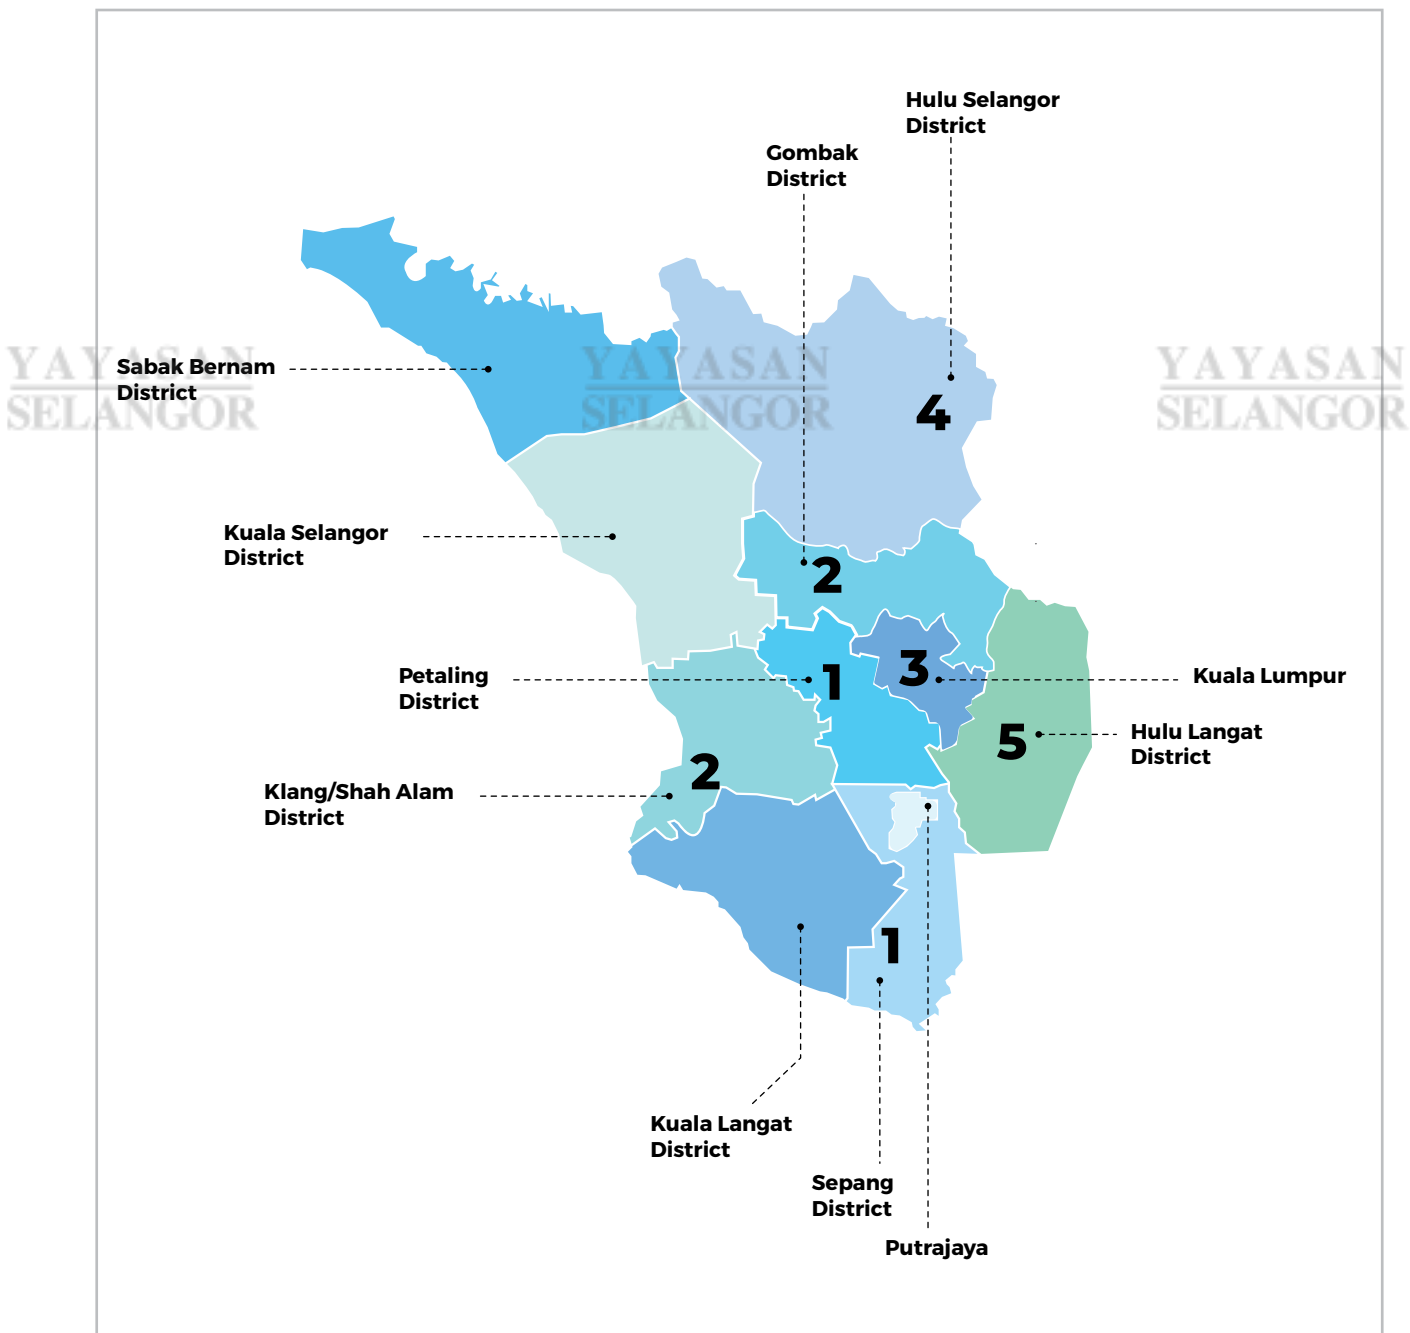 Hulu Selangor
District
Gombak
District
YAYASAN
SELANGOR
YAYASAN
SELANGOR
YAYASAN
SELANGOR
Sabak Bernam
District
4
Kuala Selangor
District
2
Petaling
District
1
3
Kuala Lumpur
5
Hulu Langat
District
2
Klang/Shah Alam
District
1
Kuala Langat
District
Sepang
District
Putrajaya